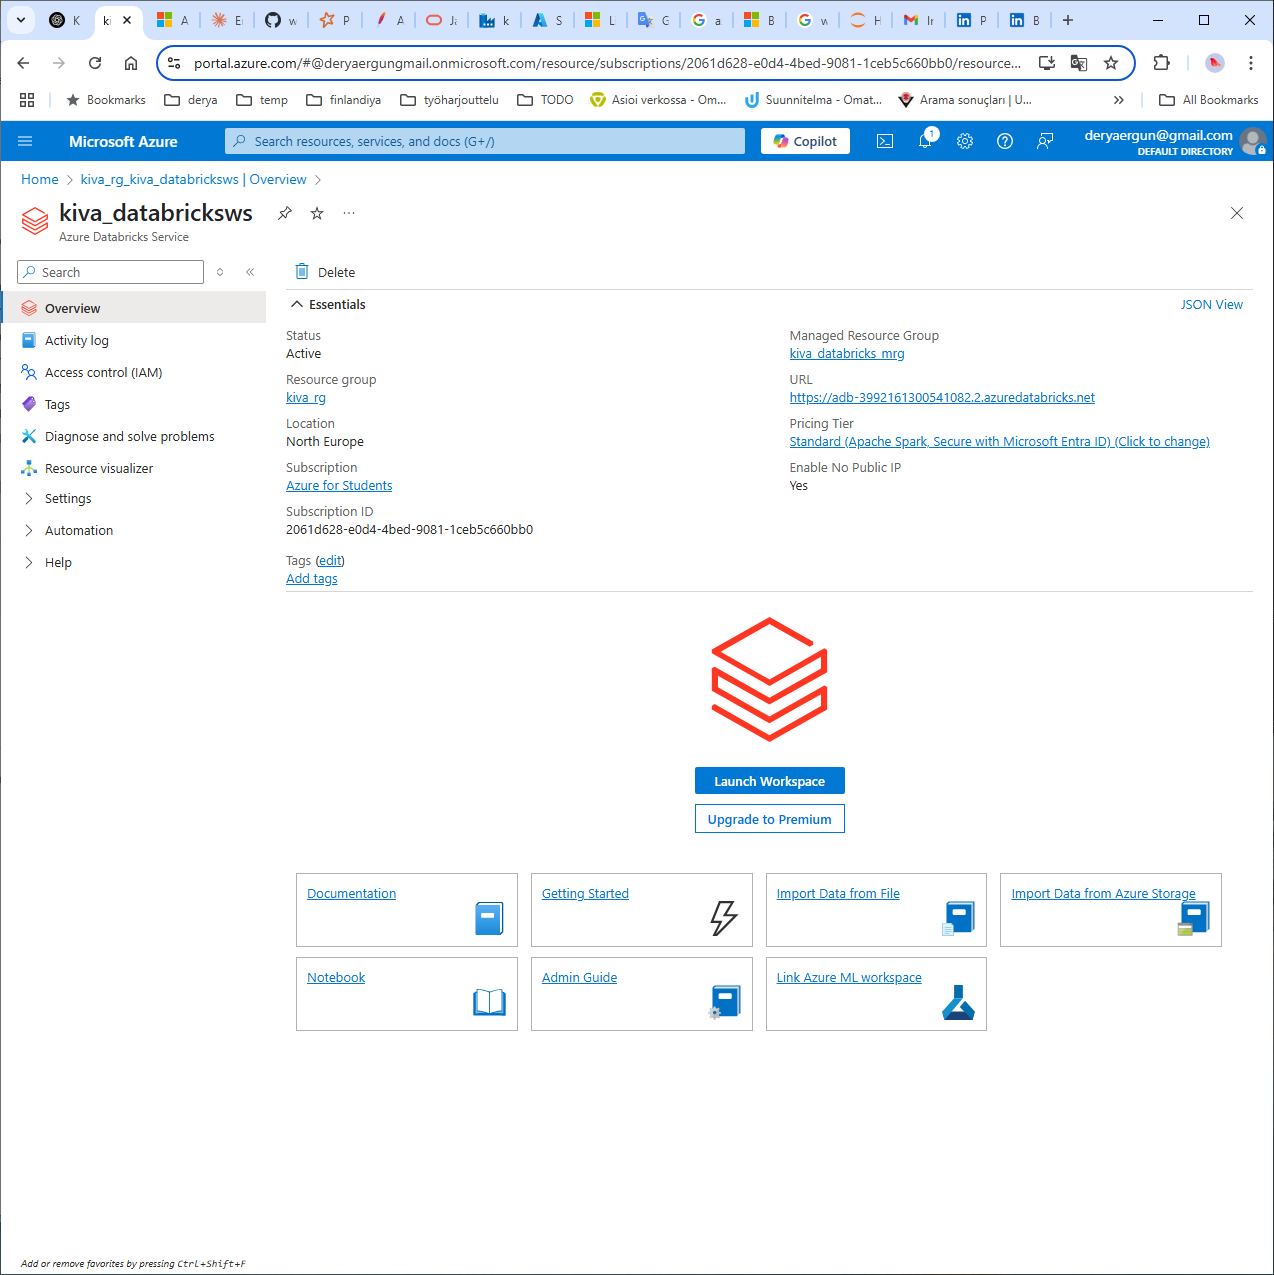 K
ki
A
Er
w
P
A
Ja
k
S
L
G
a
B
w
H
Ir
P
B
portal.azure.com/#@deryaergungmail.onmicrosoft.com/resource/subscriptions/2061d628-e0d4-4bed-9081-1ceb5c660bb0/resource...
Bookmarks derya temp finlandiya työharjouttelu TODO Asioi verkossa - Om... Suunnitelma - Omat... Arama sonuçları | U... » All Bookmarks
Microsoft Azure
Search resources, services, and docs (G+/)
Copilot
1
deryaergun@gmail.com
DEFAULT DIRECTORY
Home > kiva_rg_kiva_databricksws | Overview >
kiva_databricksws
Azure Databricks Service
Search
Delete
Overview
Activity log
Access control (IAM)
Tags
Diagnose and solve problems
Resource visualizer
Settings
Automation
Help
Essentials
JSON View
Status
Active
Resource group
kiva_rg
Location
North Europe
Subscription
Azure for Students
Subscription ID
2061d628-e0d4-4bed-9081-1ceb5c660bb0
Tags (edit)
Add tags
Managed Resource Group
kiva_databricks_mrg
URL
https://adb-3992161300541082.2.azuredatabricks.net
Pricing Tier
Standard (Apache Spark, Secure with Microsoft Entra ID) (Click to change)
Enable No Public IP
Yes
Launch Workspace
Upgrade to Premium
Documentation
Getting Started
Import Data from File
Import Data from Azure Storage
Notebook
Admin Guide
Link Azure ML workspace
Add or remove favorites by pressing Ctrl+Shift+F